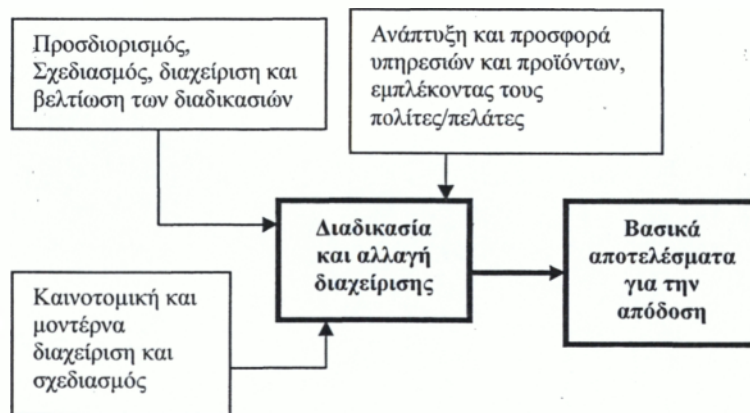 Προσδιορισμός,
Σχεδιασμός, διαχείριση και
βελτίωση των διαδικασιών
Ανάπτυξη και προσφορά
υπηρεσιών και προϊόντων,
εμπλέκοντας τους
πολίτες/πελάτες
Διαδικασία
και αλλαγή
διαχείρισης
Βασικά
αποτελέσματα
για την
απόδοση
Καινοτομική και
μοντέρνα
διαχείριση και
σχεδιασμός